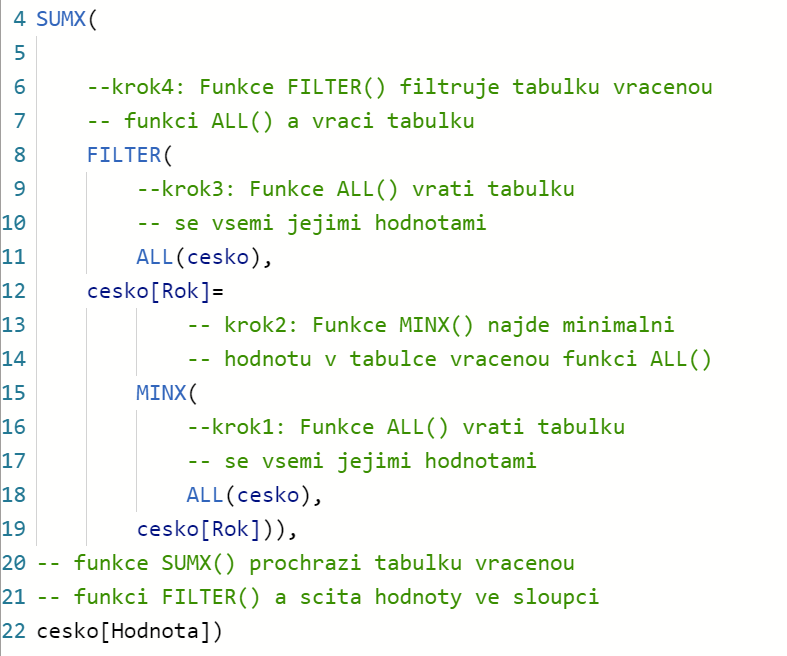 4 SUMX(
5
6 --krok4: Funkce FILTER() filtruje tabulku vracenou
7 -- funkci ALL() a vraci tabulku
8 FILTER(
9 --krok3: Funkce ALL() vrati tabulku
10 -- se vsemi jejimi hodnotami
11 ALL(cesko),
12 cesko[Rok]=
13 -- krok2: Funkce MINX() najde minimalni
14 -- hodnotu v tabulce vracenou funkci ALL()
15 MINX(
16 --krok1: Funkce ALL() vrati tabulku
17 -- se vsemi jejimi hodnotami
18 ALL(cesko),
19 cesko[Rok])),
20 -- funkce SUMX() prochrazi tabulku vracenou
21 -- funkci FILTER() a scita hodnoty ve sloupci
22 cesko[Hodnota])